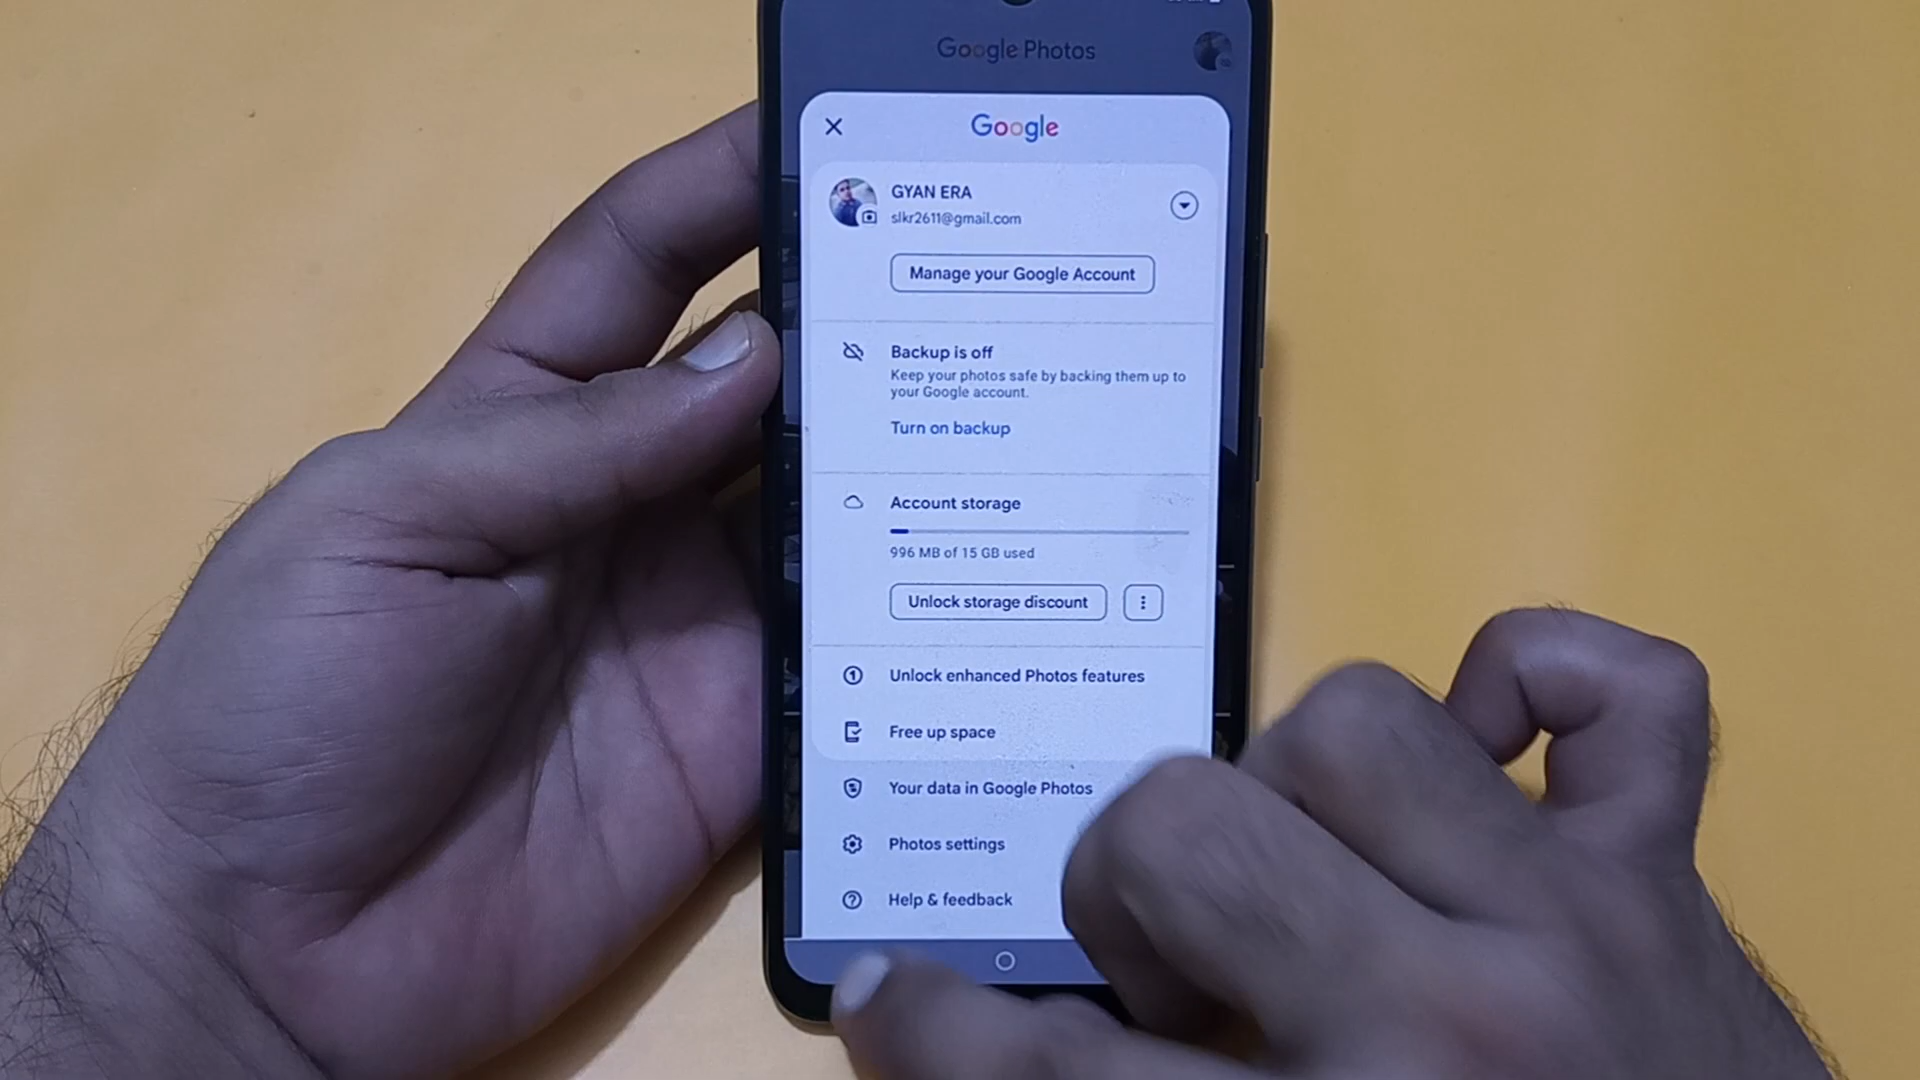 Google Photos
Google
GYAN ERA
slkr2611@gmail.com
Manage your Google Account
Backup is off
Keep your photos safe by backing them up to
your Google account.
Turn on backup
Account storage
996 MB of 15 GB used
Unlock storage discount
Unlock enhanced Photos features
Free up space
Your data in Google Photos
Photos settings
Help & feedback